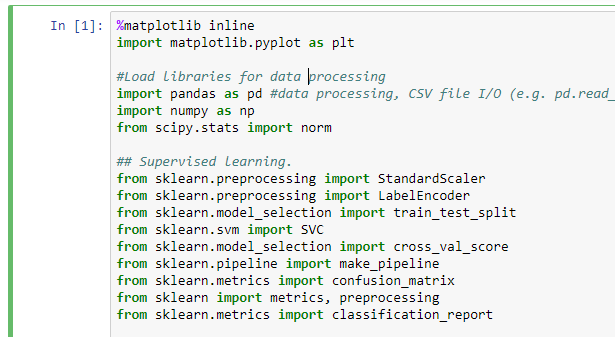 In [1]: %matplotlib inline
import matplotlib.pyplot as plt
#Load libraries for data processing
import pandas as pd #data processing, CSV file I/O (e.g. pd.read_
import numpy as np
from scipy.stats import norm
## Supervised learning.
from sklearn.preprocessing import StandardScaler
from sklearn.preprocessing import LabelEncoder
from sklearn.model_selection import train_test_split
from sklearn.svm import SVC
from sklearn.model_selection import cross_val_score
from sklearn.pipeline import make_pipeline
from sklearn.metrics import confusion_matrix
from sklearn import metrics, preprocessing
from sklearn.metrics import classification_report